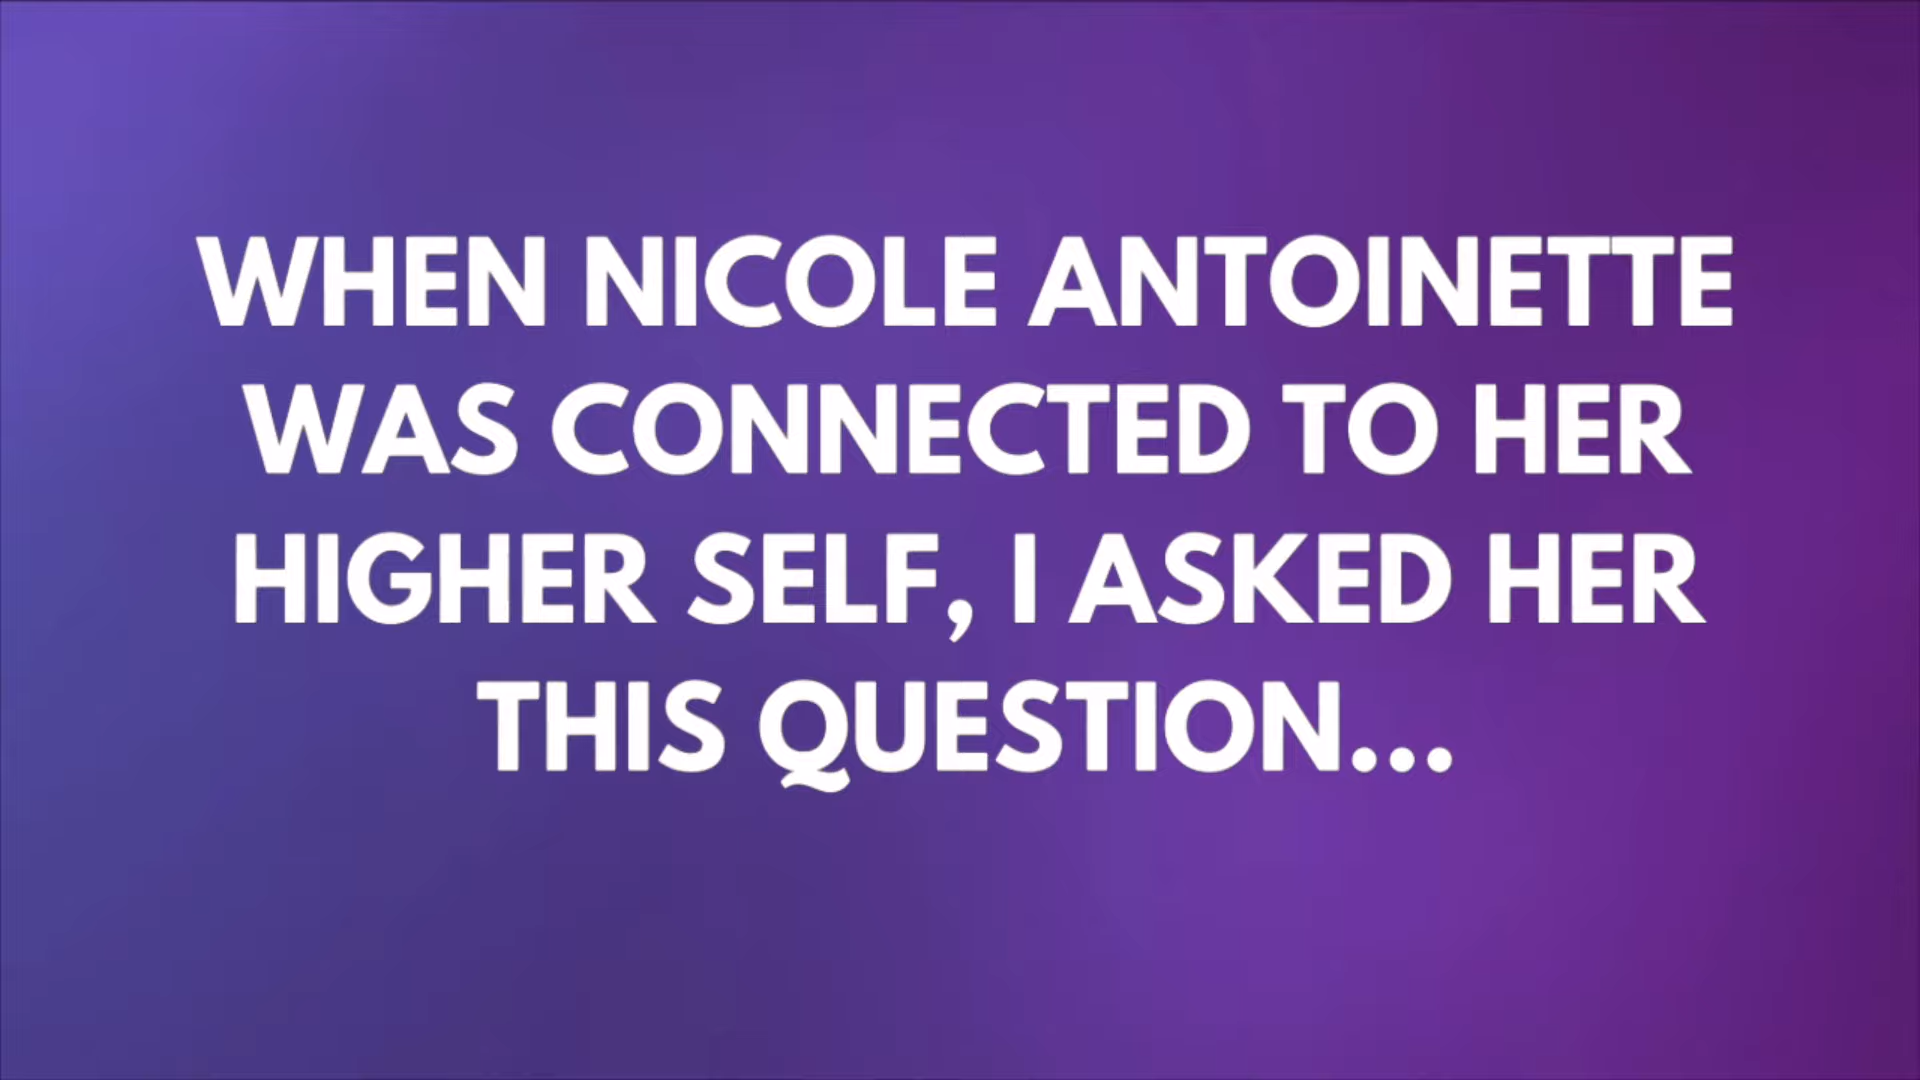 WHEN NICOLE ANTOINETTE
WAS CONNECTED TO HER
HIGHER SELF, I ASKED HER
THIS QUESTION...